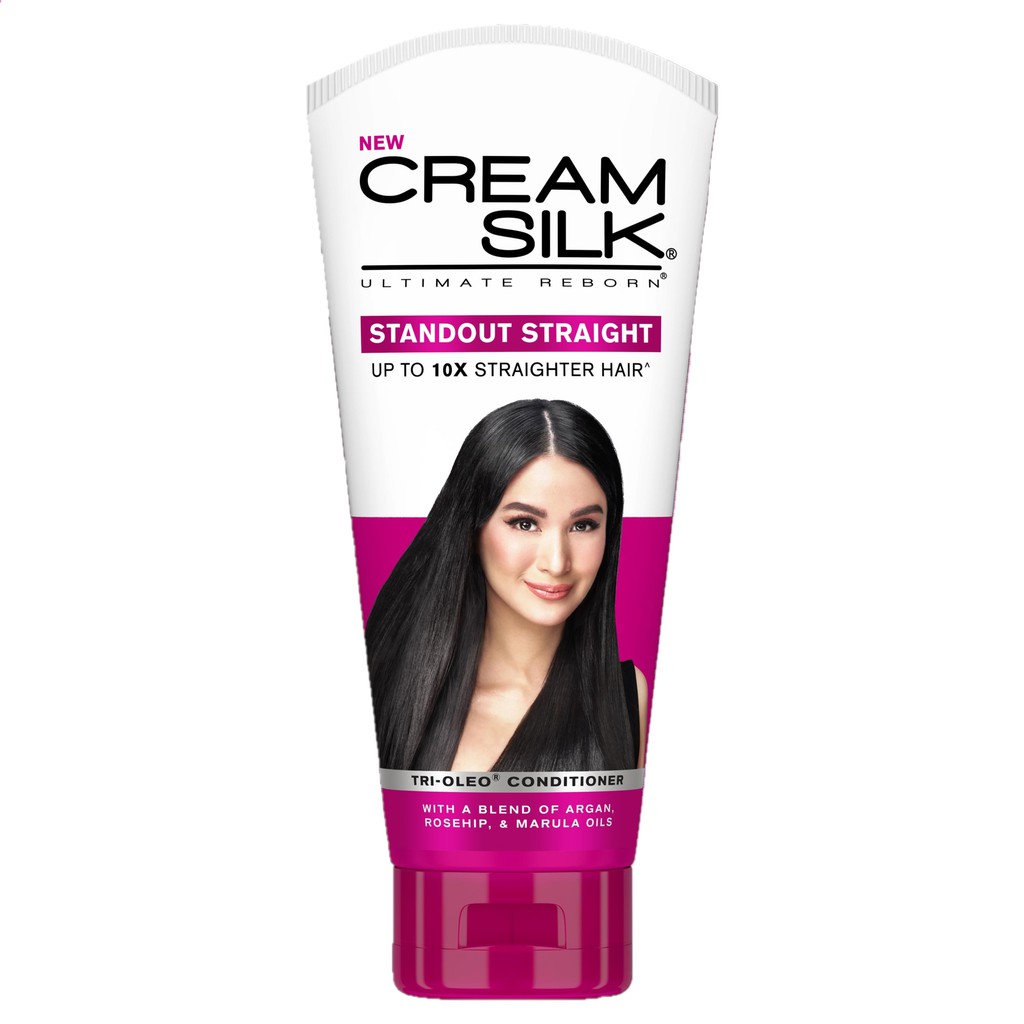 NEW
CREAM
SILK®
ULTIMATE REBORN®
STANDOUT STRAIGHT
UP TO 10X STRAIGHTER HAIR^
TRI-OLEO® CONDITIONER
WITH A BLEND OF ARGAN,
ROSEHIP, & MARULA OILS